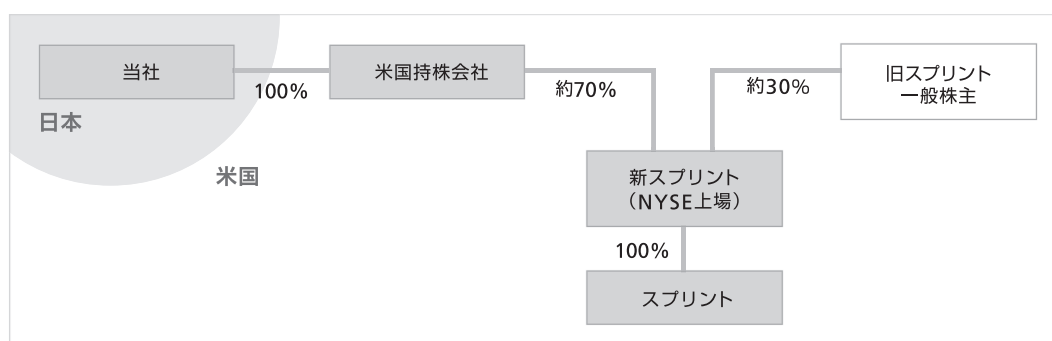 当社
100%
米国持株会社
約70%
約30%
旧スプリント
一般株主
日本
米国
新スプリント
（NYSE上場）
100%
スプリント